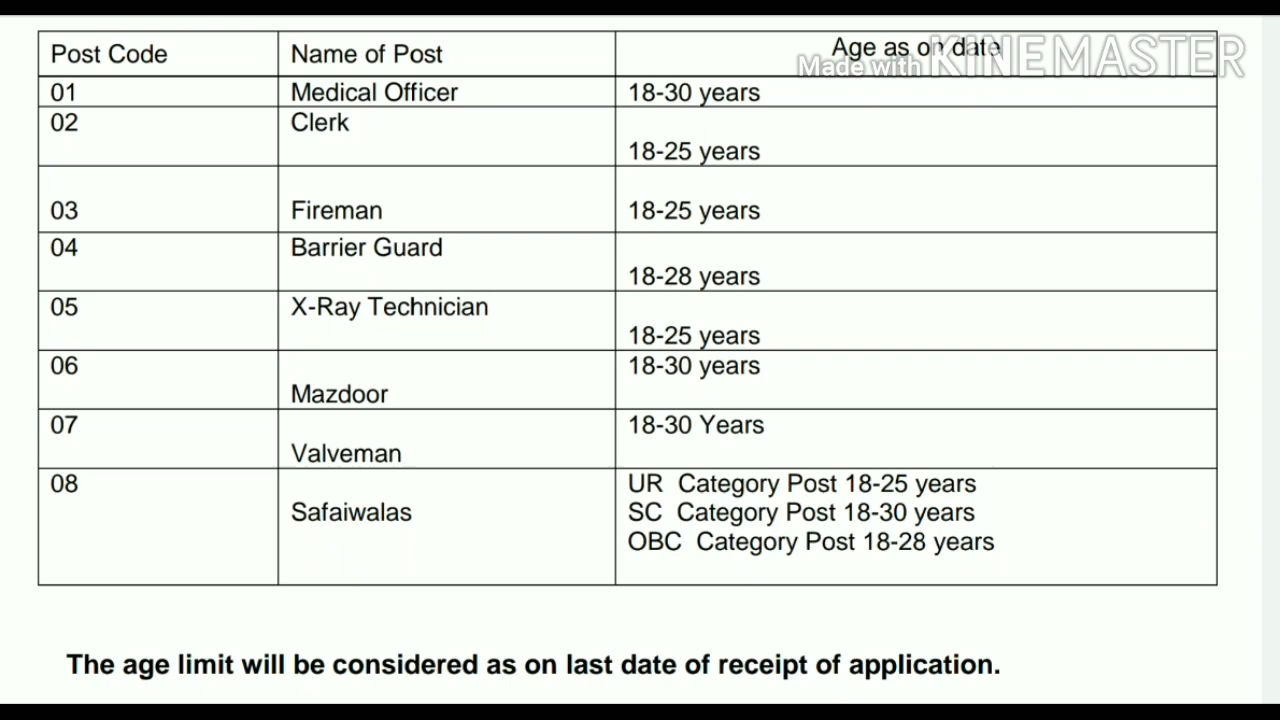 Post Code Name of Post Age as on date
Made with KINEMASTER
01 Medical Officer 18-30 years
02 Clerk
18-25 years
03 Fireman 18-25 years
04 Barrier Guard
18-28 years
05 X-Ray Technician
18-25 years
06 18-30 years
Mazdoor
07 18-30 Years
Valveman
08 UR Category Post 18-25 years
Safaiwalas SC Category Post 18-30 years
OBC Category Post 18-28 years
The age limit will be considered as on last date of receipt of application.